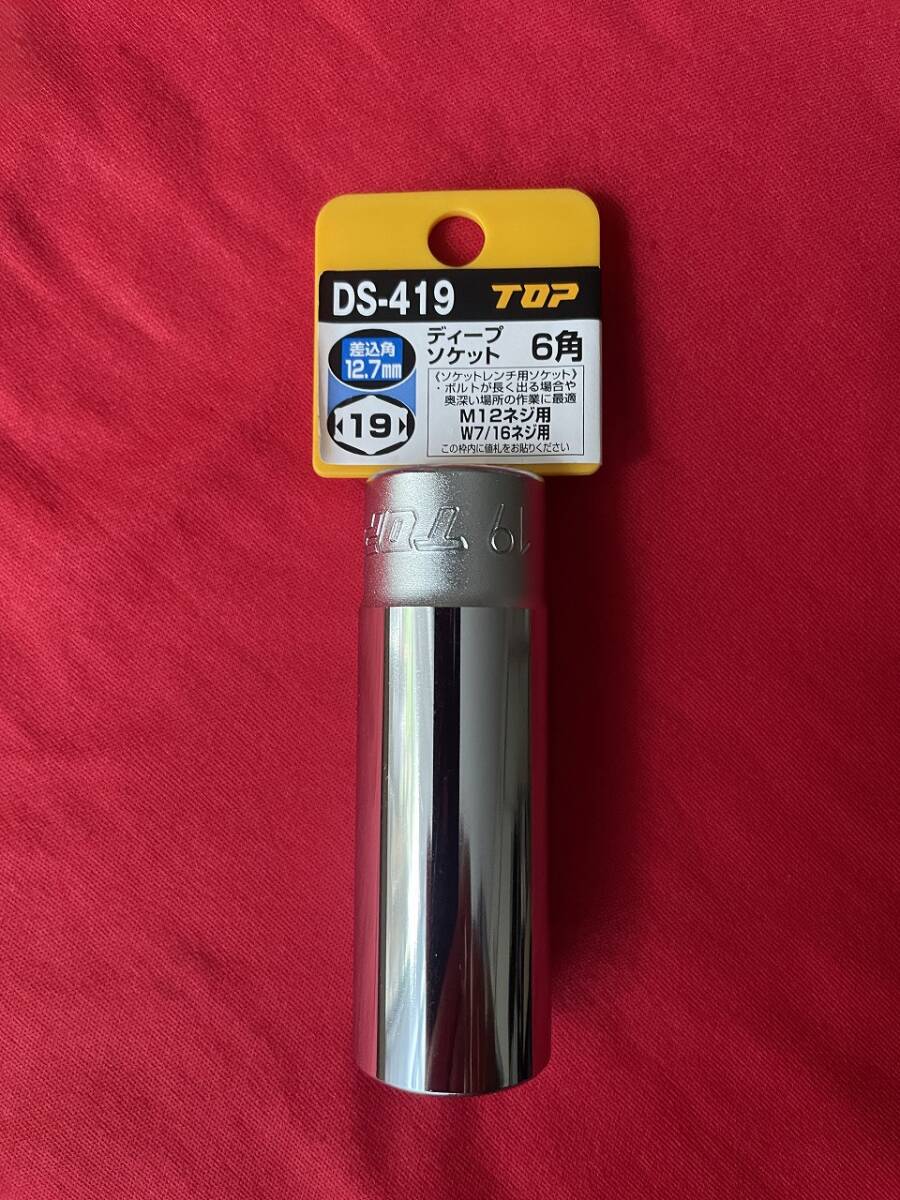 DS-419 TOP
差込角
12.7mm
ディープ
ソケット 6角
19
《ソケットレンチ用ソケット》
・ボルトが長く出る場合や
奥深い場所の作業に最適
M12ネジ用
W7/16ネジ用
この枠内に値札をお貼りください
TOP 19